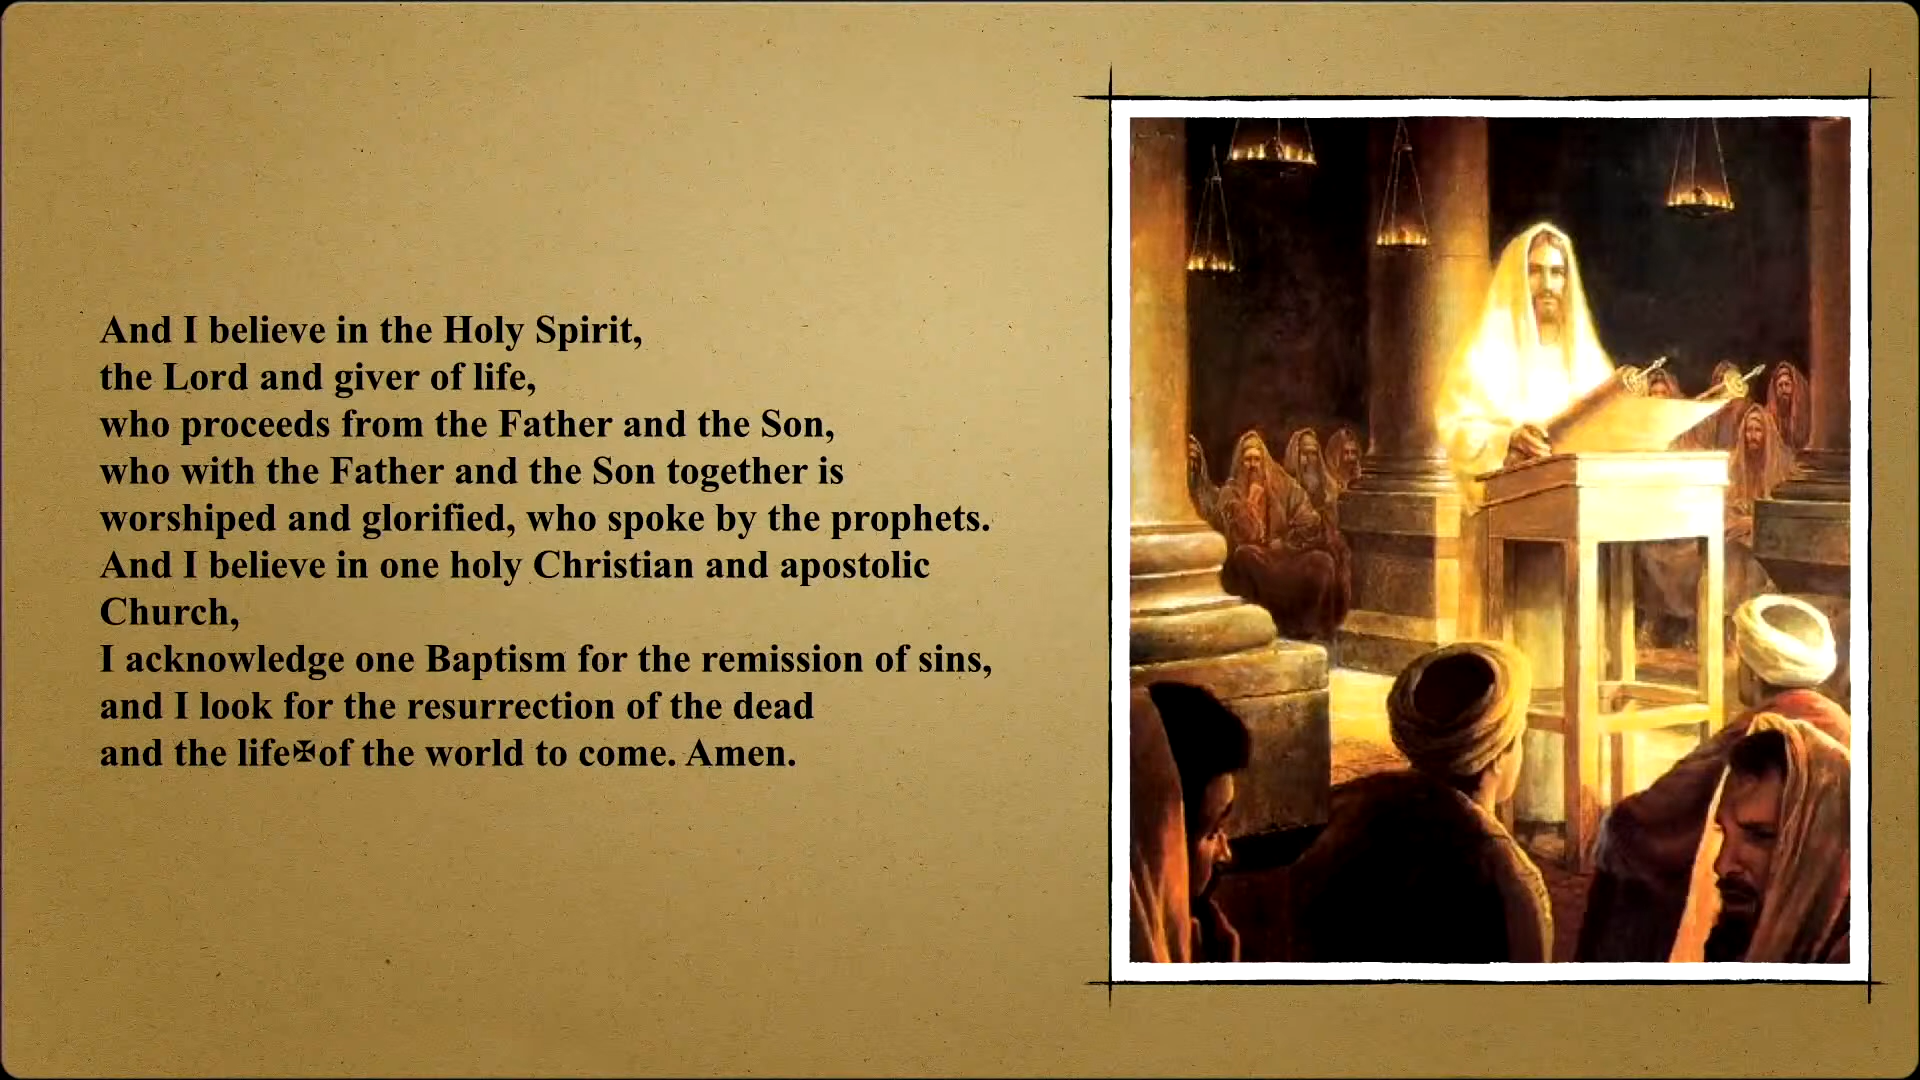 And I believe in the Holy Spirit,
the Lord and giver of life,
who proceeds from the Father and the Son,
who with the Father and the Son together is
worshiped and glorified, who spoke by the prophets.
And I believe in one holy Christian and apostolic
Church,
I acknowledge one Baptism for the remission of sins,
and I look for the resurrection of the dead
and the life✠of the world to come. Amen.